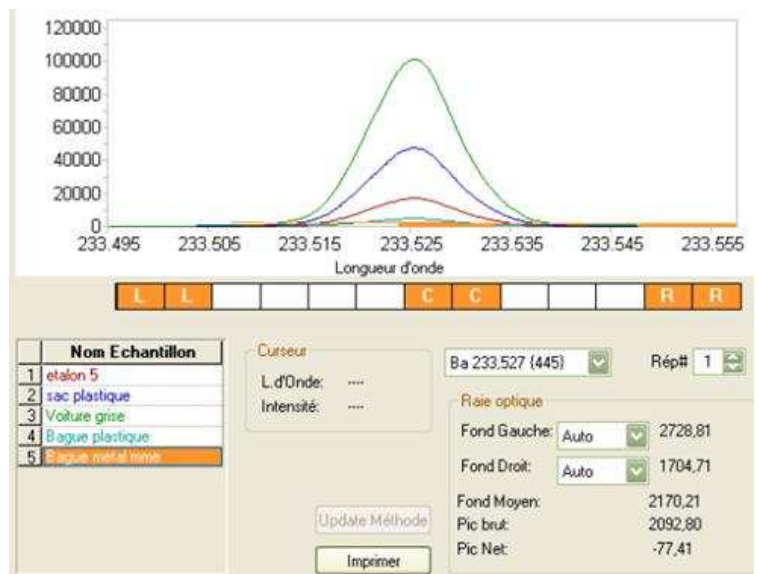 120000
100000
80000
60000
40000
20000
0
233.495 233.505 233.515 233.525 233.535 233.545 233.555
Longueur d'onde
L L C C R R
Nom Echantillon
1 etalon 5
2 sac plastique
3 Voiture grise
4 Bague plastique
5 Bague metal mme
Curseur
L.d'Onde: ----
Intensité: ----
Update Méthode
Imprimer
Ba 233.527 {445} Rép# 1
Raie optique
Fond Gauche: Auto 2728,81
Fond Droit: Auto 1704,71
Fond Moyen: 2170,21
Pic brut: 2092,80
Pic Net: -77,41